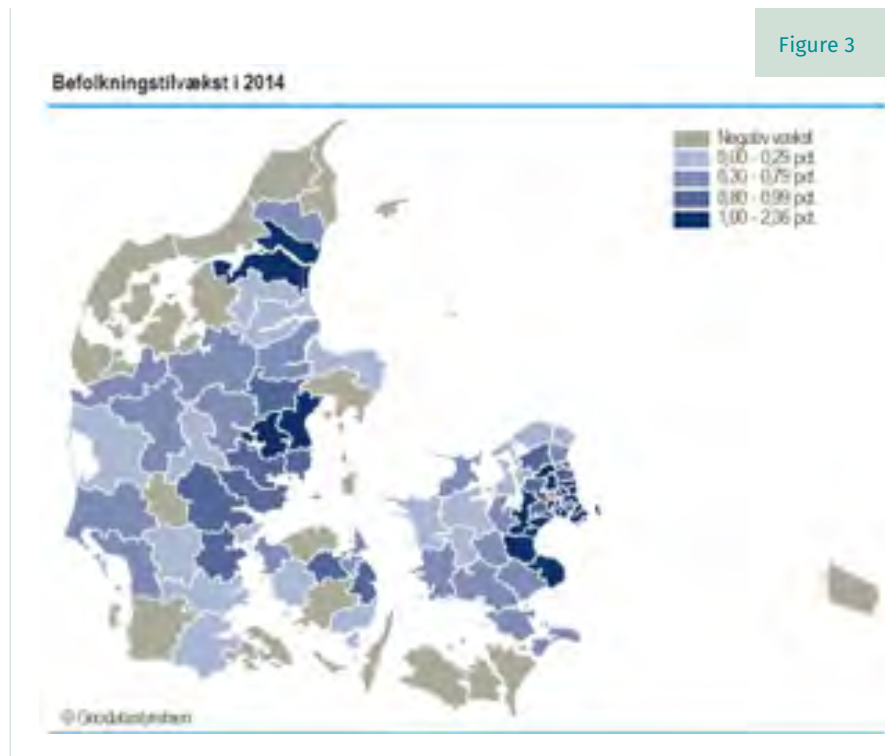 Figure 3
Befolkningstilvækst i 2014
Negativ vækst
0,00 - 0,29 pct.
0,30 - 0,79 pct.
0,80 - 0,99 pct.
1,00 - 2,36 pct.
© Geodatastyrelsen